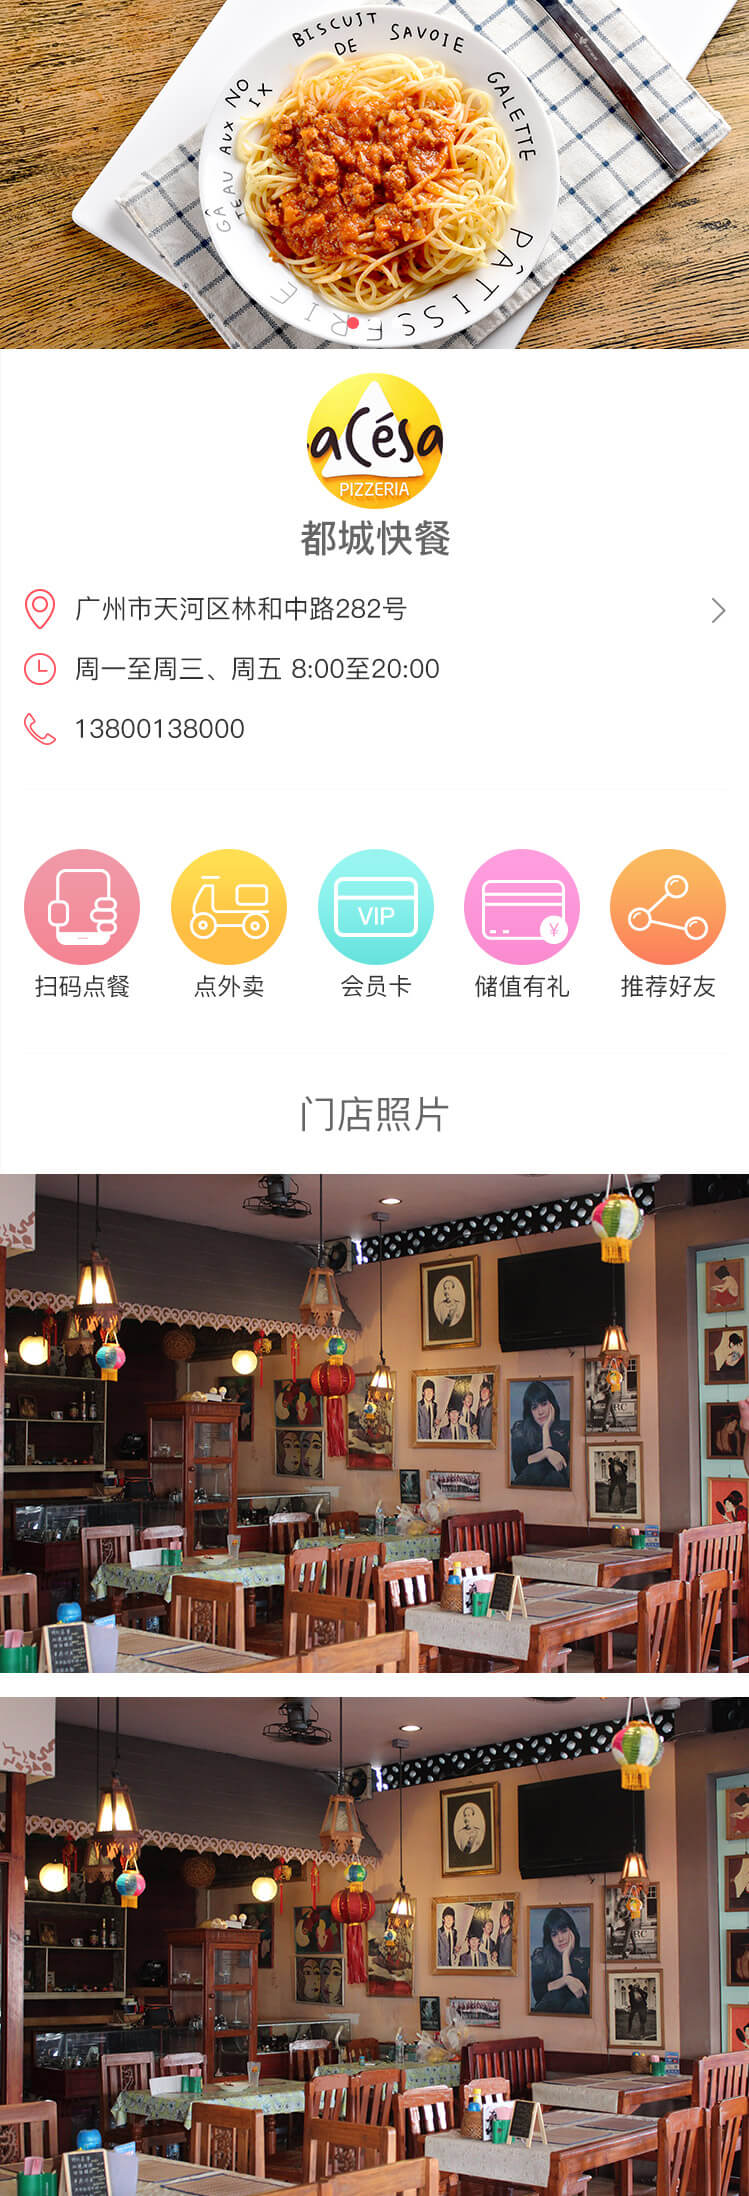 BISCUIT
DE SAVOIE
GALETTE
PÂTISSERIE
GÂTEAU AUX NOIX
acésa
PIZZERIA
都城快餐
广州市天河区林和中路282号
周一至周三、周五 8:00至20:00
13800138000
VIP
¥
扫码点餐
点外卖
会员卡
储值有礼
推荐好友
门店照片